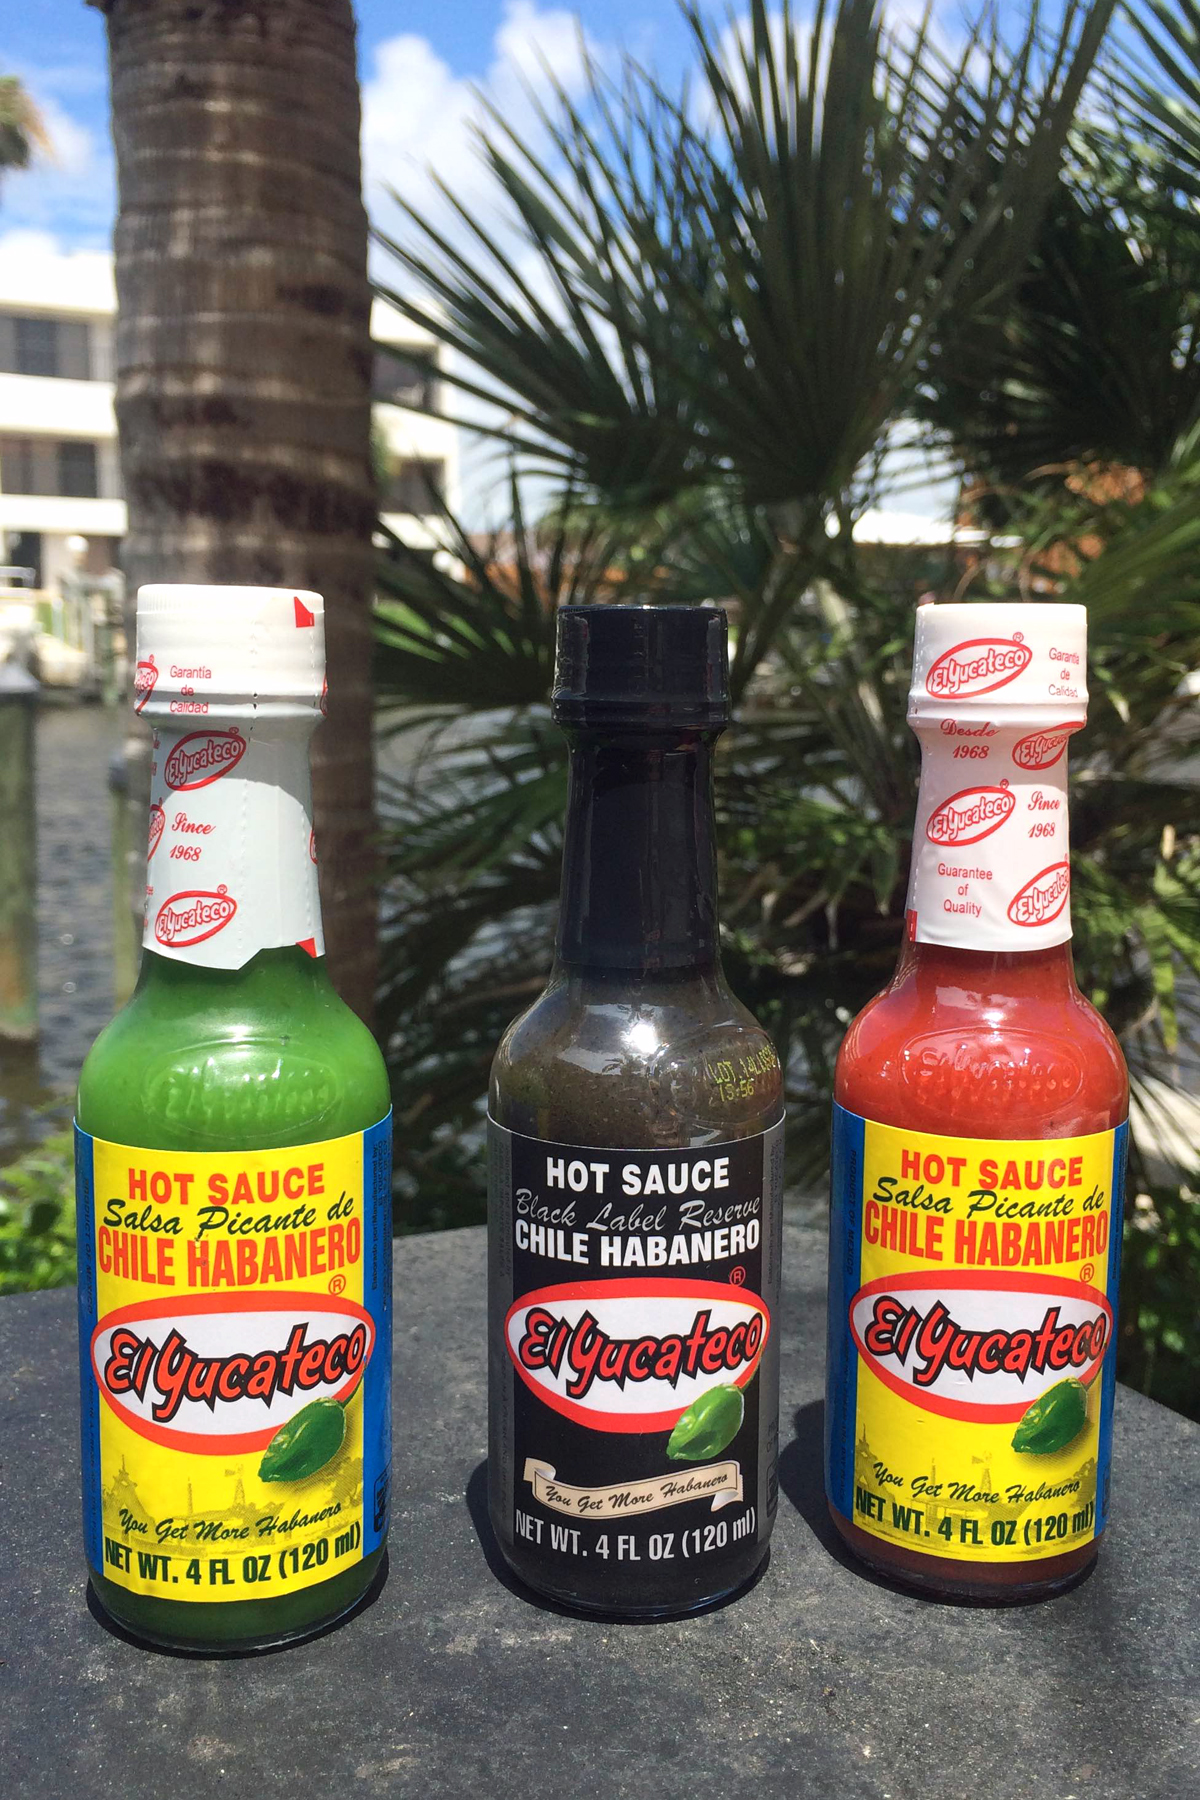 Garantía
de
Calidad
El Yucateco®
Since
1968
El Yucateco®
HOT SAUCE
Salsa Picante de
CHILE HABANERO
®
El Yucateco
You Get More Habanero
NET WT. 4 FL OZ (120 ml)
HOT SAUCE
Black Label Reserve
CHILE HABANERO
®
El Yucateco
You Get More Habanero
NET WT. 4 FL OZ (120 ml)
El Yucateco®
Garantía
de
Calidad
Desde
1968
El Yucateco
El Yucateco®
Since
1968
Guarantee
of
Quality
El Yucateco
HOT SAUCE
Salsa Picante de
CHILE HABANERO
®
El Yucateco
You Get More Habanero
NET WT. 4 FL OZ (120 ml)